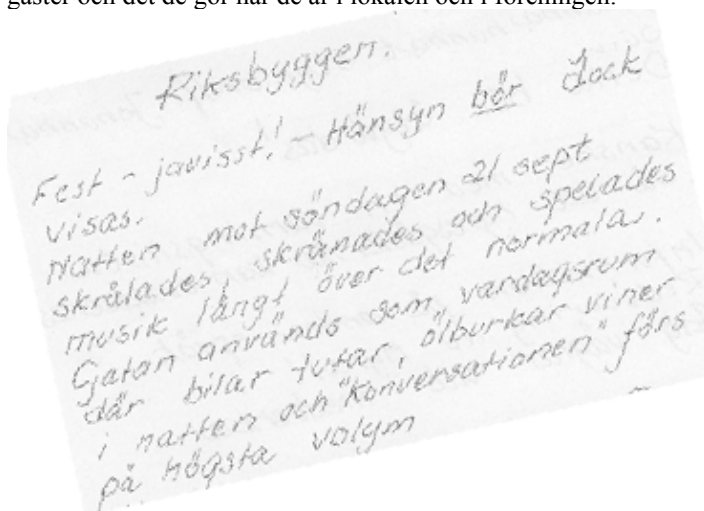 gäster och det de gör när de är i lokalen och i föreningen.
Riksbyggen.
Fest - javisst! - Hänsyn bör dock
visas.
Natten mot söndagen 21 sept
skrålades, skränades och spelades
musik långt över det normala.
Gatan används som vardagsrum
där bilar tutar, ölburkar viner
i natten och "konversationen" förs
på högsta volym